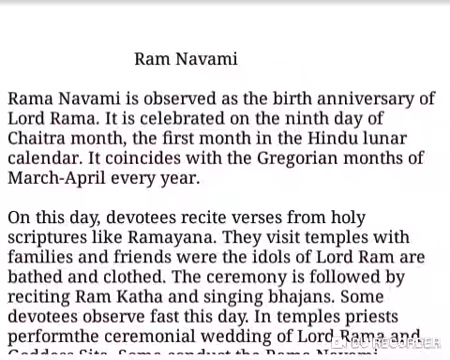 Ram Navami
Rama Navami is observed as the birth anniversary of
Lord Rama. It is celebrated on the ninth day of
Chaitra month, the first month in the Hindu lunar
calendar. It coincides with the Gregorian months of
March-April every year.
On this day, devotees recite verses from holy
scriptures like Ramayana. They visit temples with
families and friends were the idols of Lord Ram are
bathed and clothed. The ceremony is followed by
reciting Ram Katha and singing bhajans. Some
devotees observe fast this day. In temples priests
performthe ceremonial wedding of Lord Rama and
RECORDER